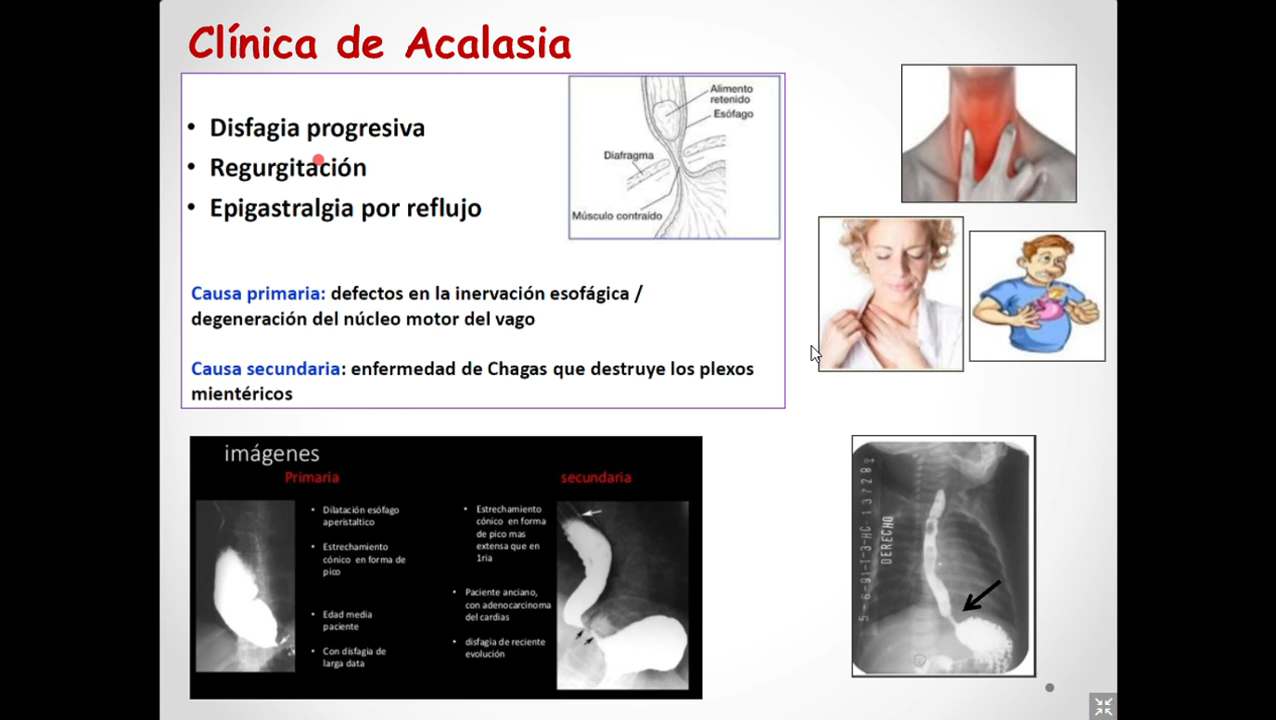 Clínica de Acalasia
• Disfagia progresiva
• Regurgitación
• Epigastralgia por reflujo
Alimento
retenido
Esófago
Diafragma
Músculo contraído
Causa primaria: defectos en la inervación esofágica /
degeneración del núcleo motor del vago
Causa secundaria: enfermedad de Chagas que destruye los plexos
mientéricos
imágenes
Primaria
• Dilatación esófago
aperistaltico
• Estrechamiento
cónico en forma de
pico
• Edad media
paciente
• Con disfagia de
larga data
secundaria
• Estrechamiento
cónico en forma
de pico mas
extensa que en
1ria
• Paciente anciano,
con adenocarcinoma
del cardias
• disfagia de reciente
evolución
DERECHO